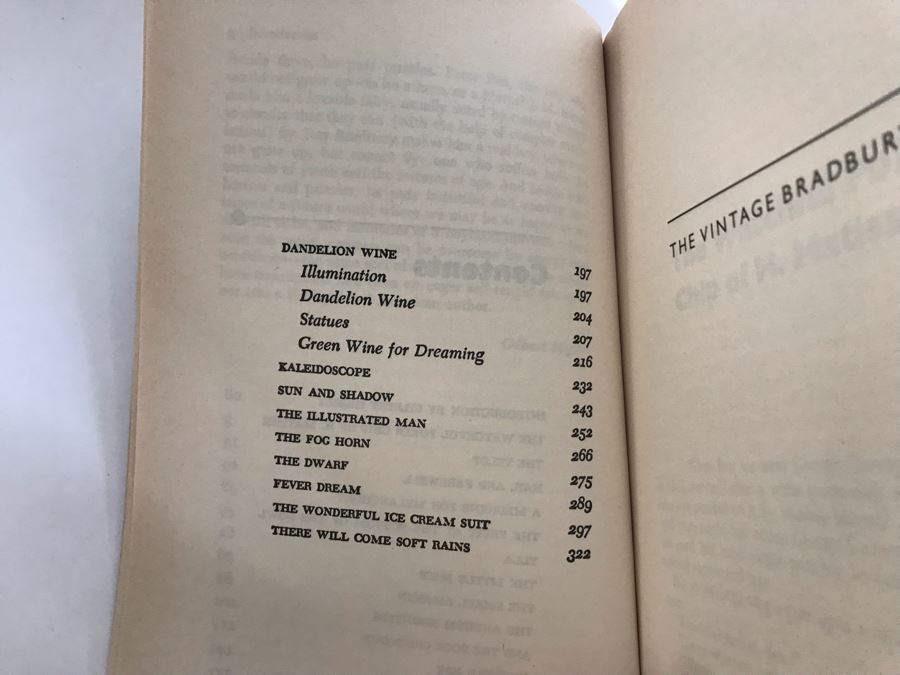 DANDELION WINE 197
Illumination 197
Dandelion Wine 204
Statues 207
Green Wine for Dreaming 216
KALEIDOSCOPE 232
SUN AND SHADOW 243
THE ILLUSTRATED MAN 252
THE FOG HORN 266
THE DWARF 275
FEVER DREAM 289
THE WONDERFUL ICE CREAM SUIT 297
THERE WILL COME SOFT RAINS 322
THE VINTAGE BRADBURY